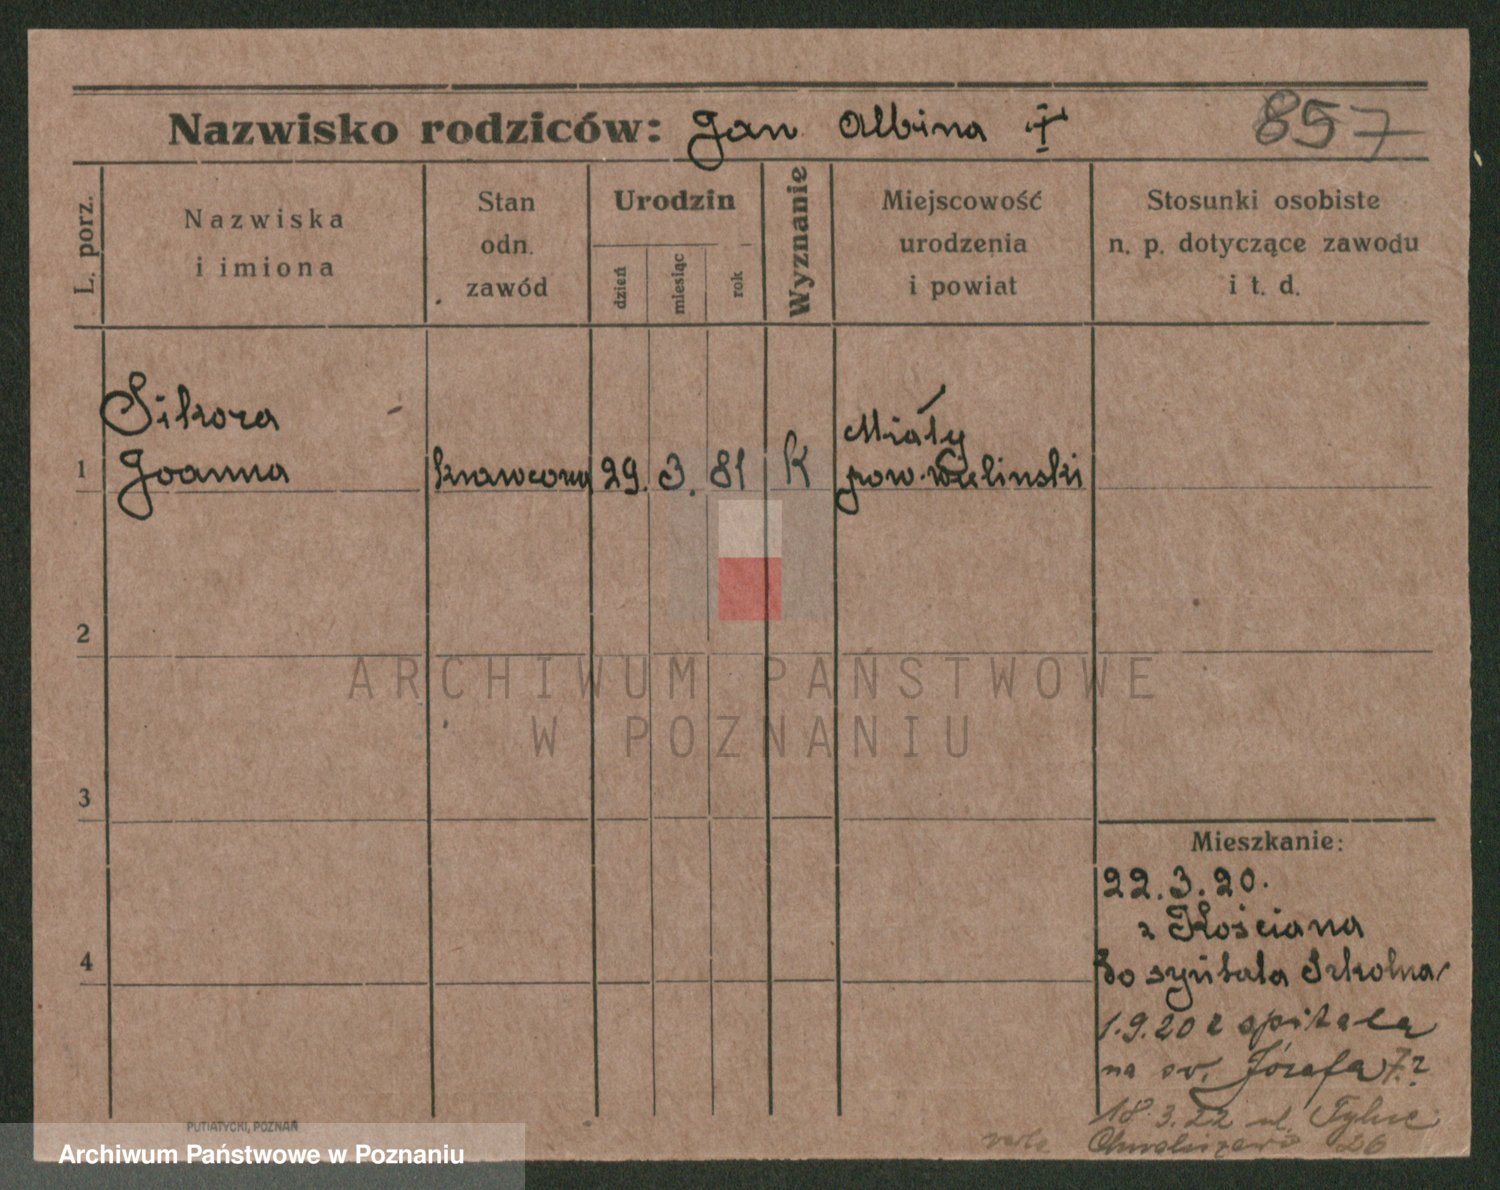 Nazwisko rodziców: Jan Albina
857
L. porz.
Nazwiska
i imiona
Stan
odn.
zawód
Urodzin
dzień
miesiąc
rok
Wyznanie
Miejscowość
urodzenia
i powiat
Stosunki osobiste
n. p. dotyczące zawodu
i t. d.
Sikora
Joanna
1
krawcowa
29. 3. 81
K
Miały
pow. Wieliński
2
ARCHIWUM PAŃSTWOWE
W POZNANIU
3
4
Mieszkanie:
22.3.20.
z Kościana
do szpitala Szkolna
1.9.20 z szpitala
na sw. Józefa 7
18.3.22 ul. Tylne
Chwaliszewo 26
PUTIATYCKI, POZNAŃ
Archiwum Państwowe w Poznaniu